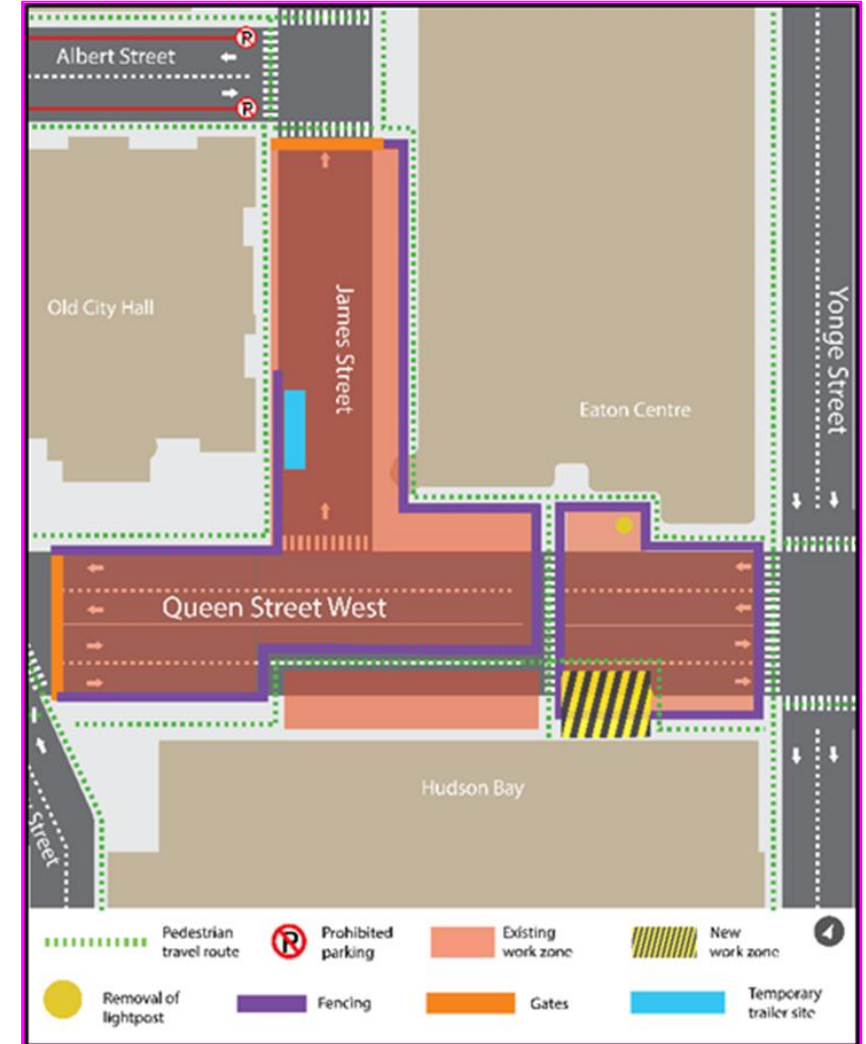 Albert Street
Old City Hall
James Street
Yonge Street
Eaton Centre
Queen Street West
Hudson Bay
Street
Pedestrian
travel route
P
Prohibited
parking
Existing
work zone
New
work zone
Removal of
lightpost
Fencing
Gates
Temporary
trailer site